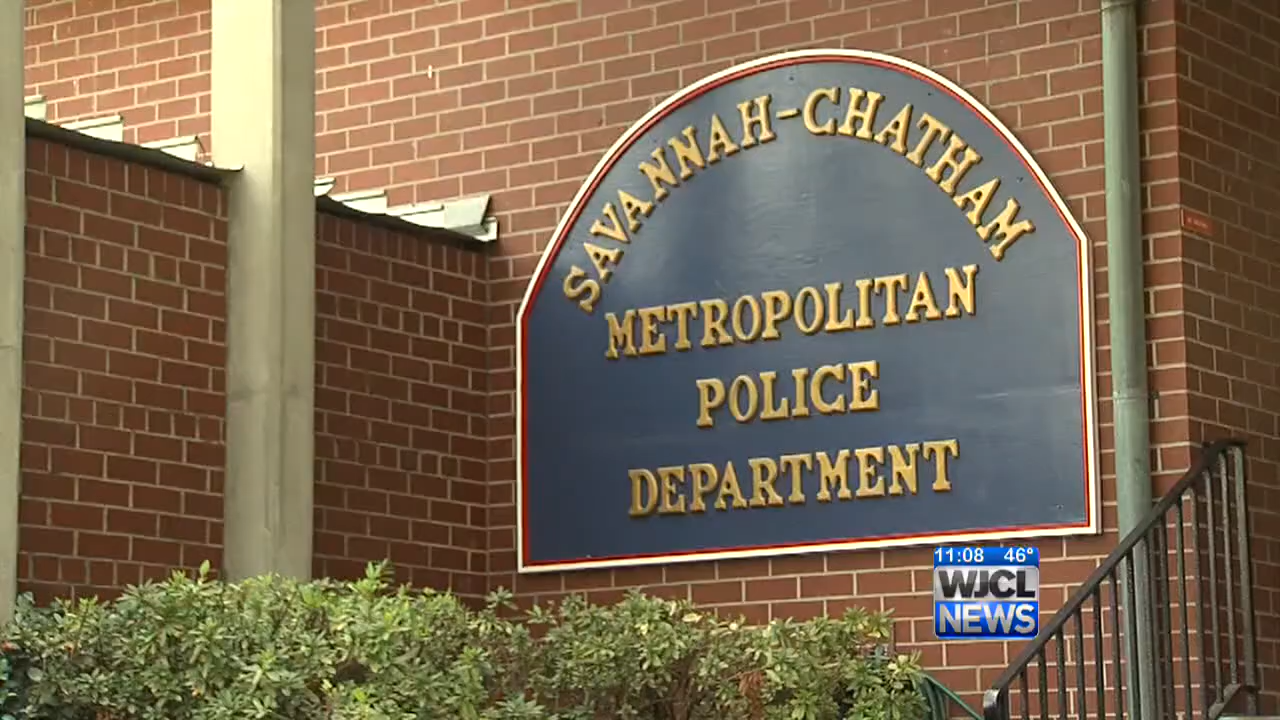 SAVANNAH-CHATHAM
METROPOLITAN
POLICE
DEPARTMENT
11:08 46°
WJCL
NEWS